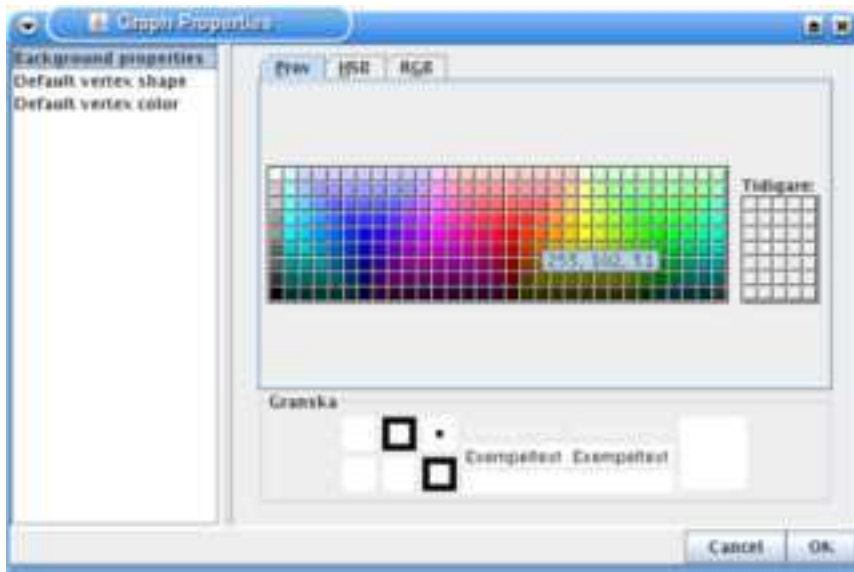 Graph Properties
Background properties
Default vertex shape
Default vertex color
Prov HSB RGB
Tidigare:
255, 102, 51
Granska
Exempeltext Exempeltext
Cancel OK